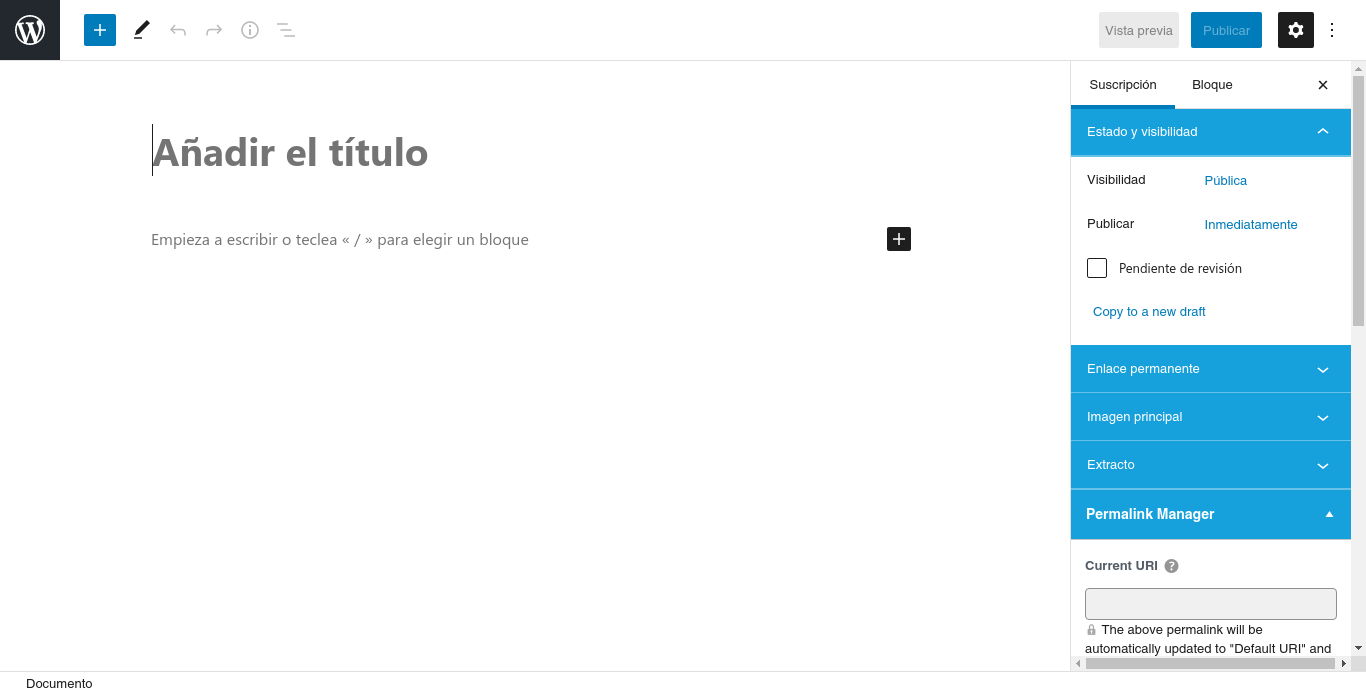 Vista previa
Publicar
Suscripción
Bloque
Estado y visibilidad
Añadir el título
Visibilidad Pública
Publicar Inmediatamente
Empieza a escribir o teclea « / » para elegir un bloque
Pendiente de revisión
Copy to a new draft
Enlace permanente
Imagen principal
Extracto
Permalink Manager
Current URI ?
The above permalink will be
automatically updated to "Default URI" and
Documento